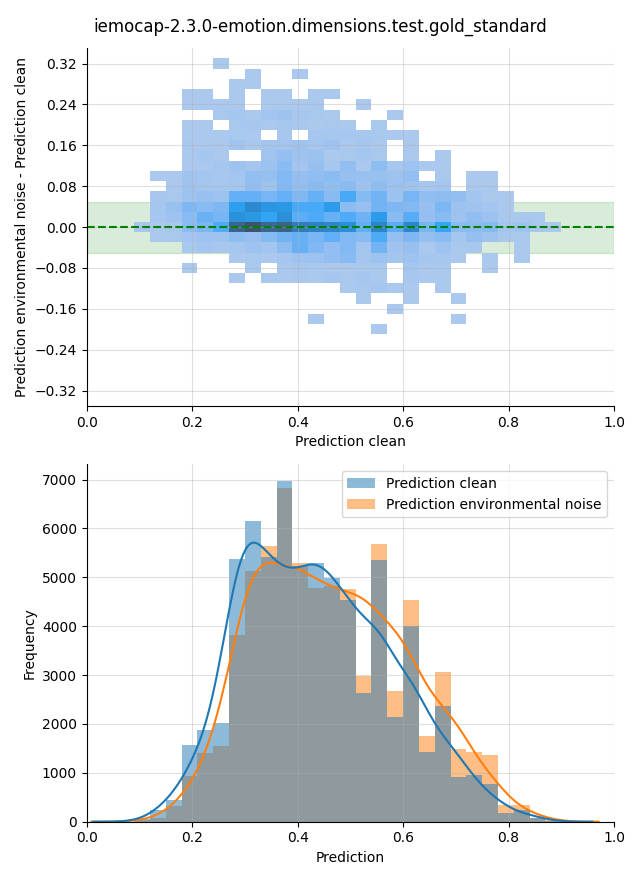 iemocap-2.3.0-emotion.dimensions.test.gold_standard
Prediction environmental noise - Prediction clean
0.32
0.24
0.16
0.08
0.00
−0.08
−0.16
−0.24
−0.32
0.0 0.2 0.4 0.6 0.8 1.0
Prediction clean
Frequency
7000
6000
5000
4000
3000
2000
1000
0
Prediction clean
Prediction environmental noise
0.0 0.2 0.4 0.6 0.8 1.0
Prediction